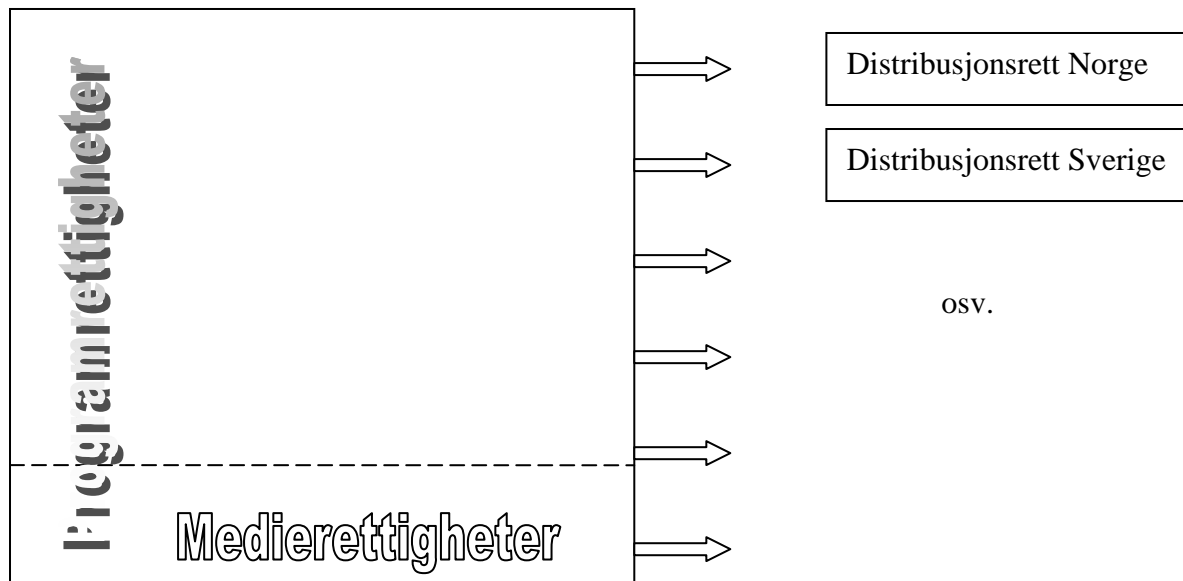 Programrettigheter
Medierettigheter
Distribusjonsrett Norge
Distribusjonsrett Sverige
osv.